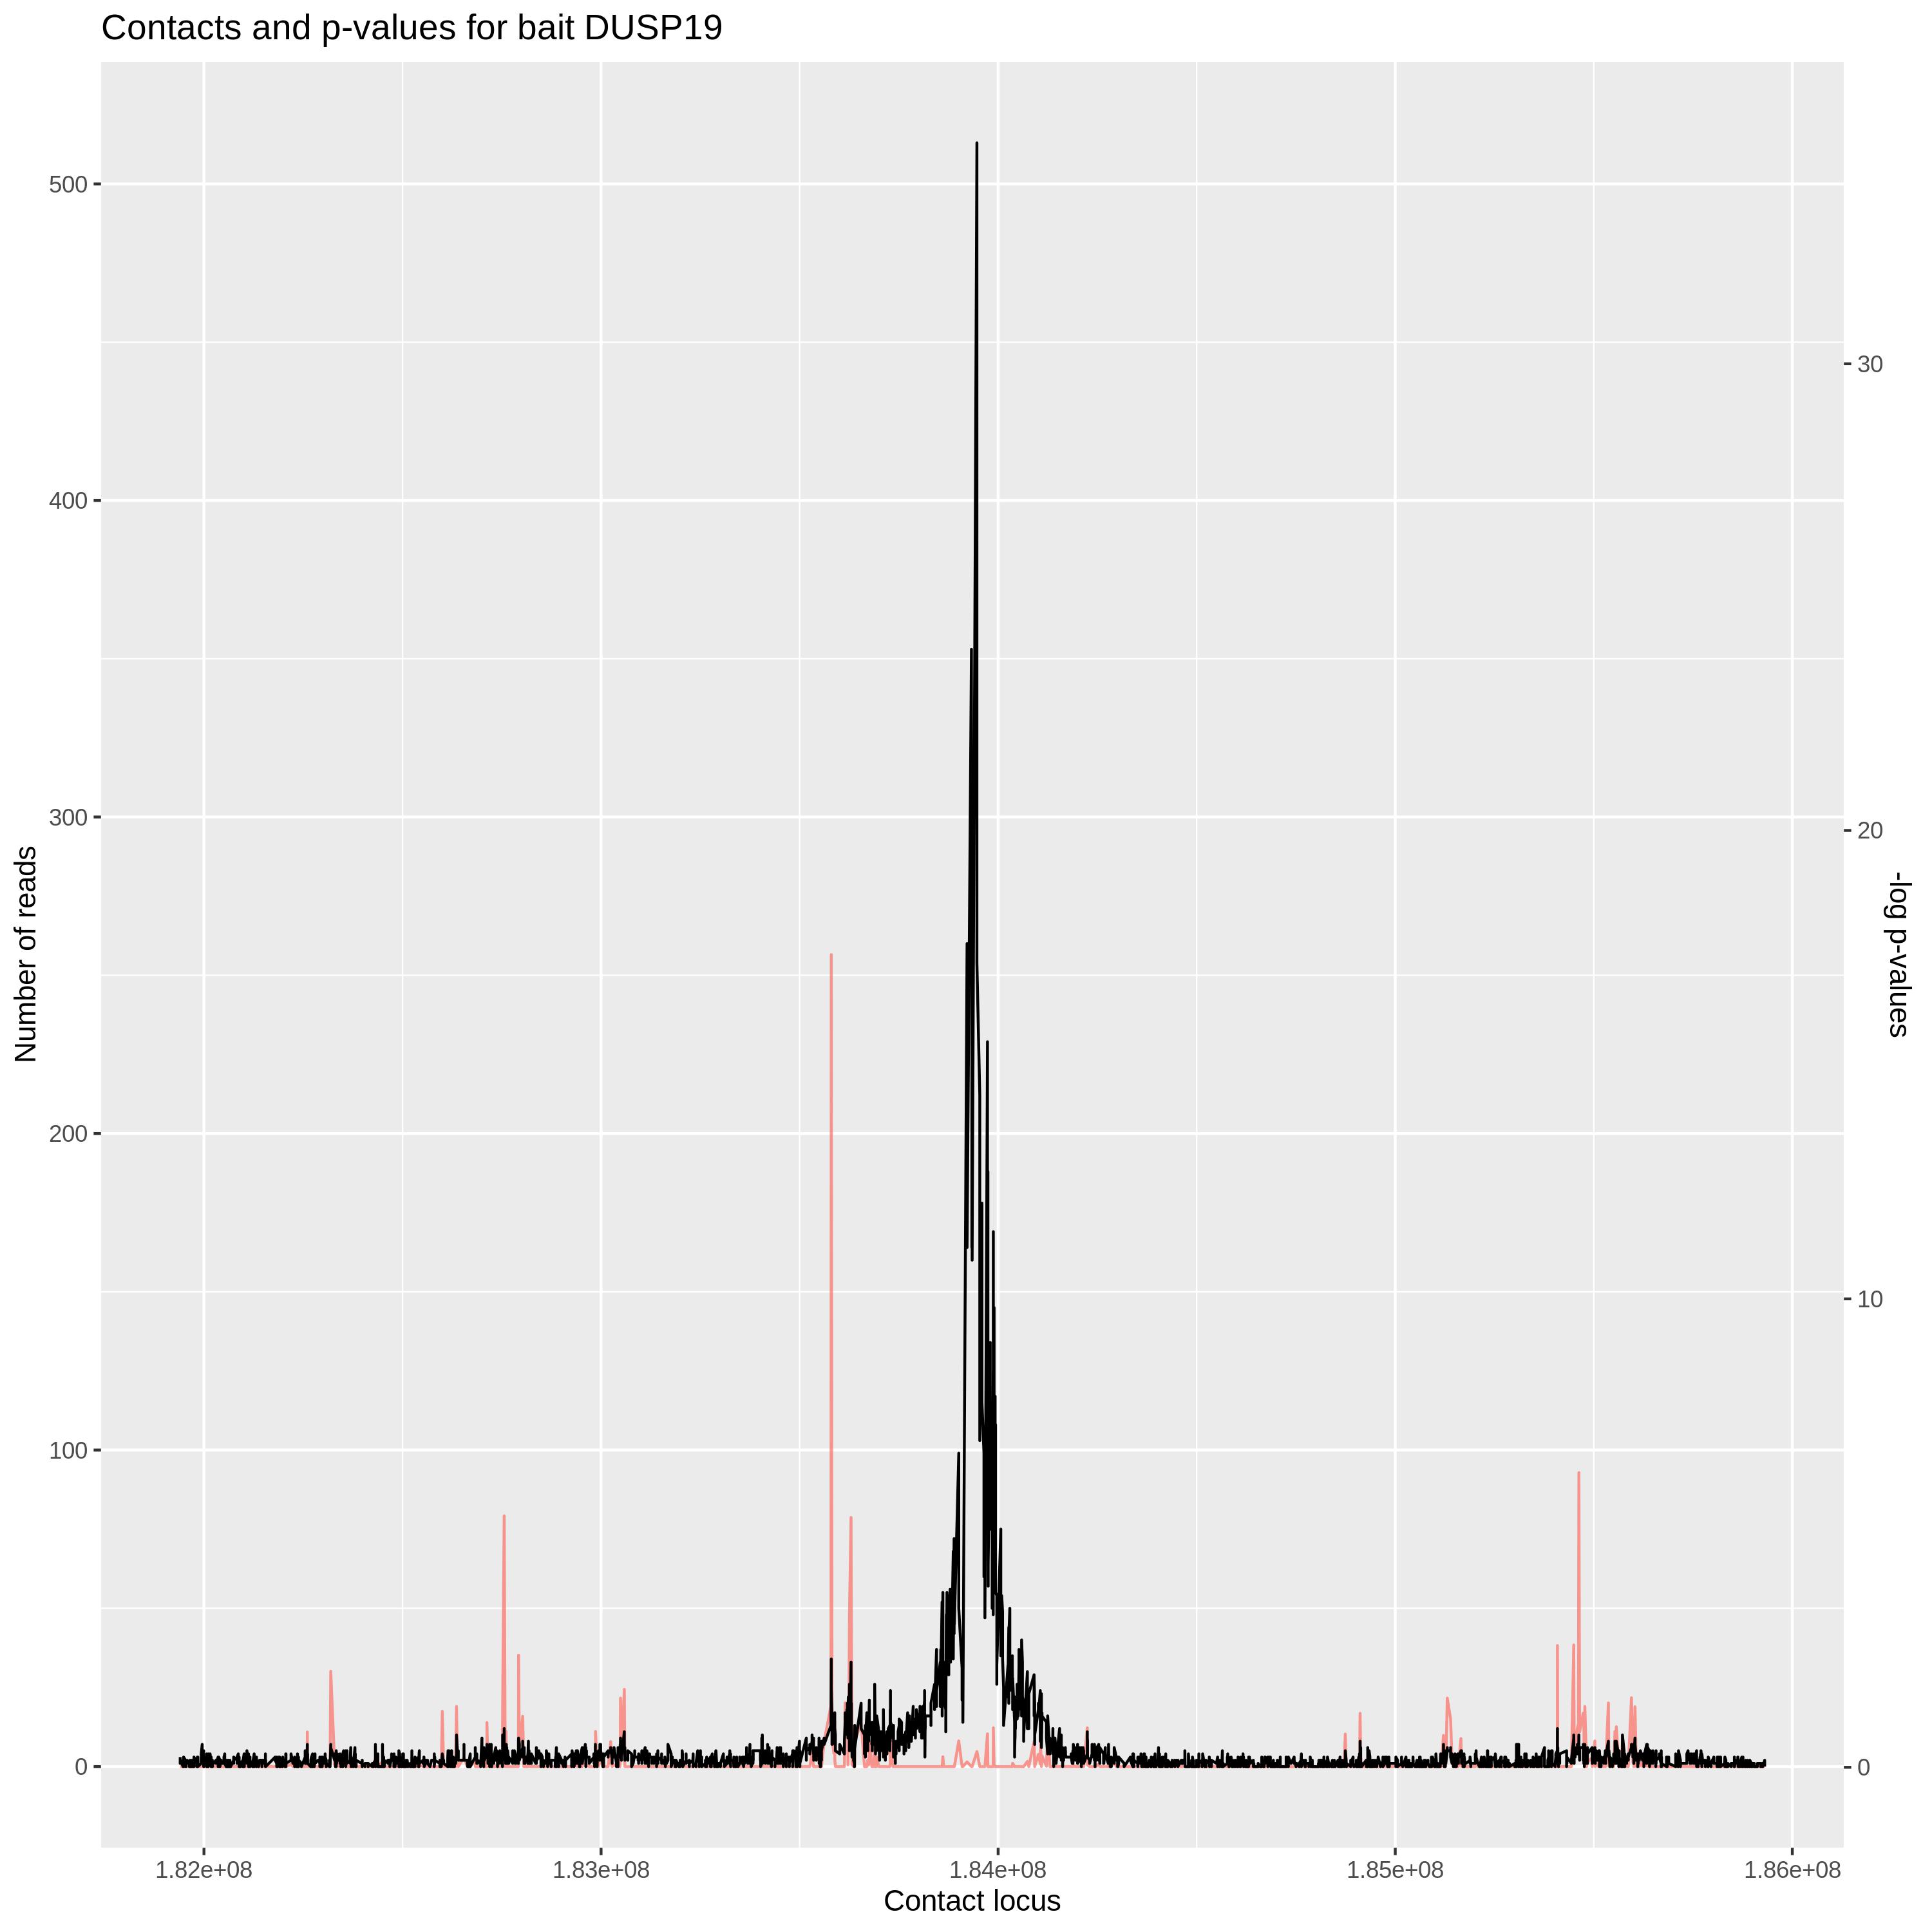 Contacts and p-values for bait DUSP19
500
400
300
200
100
0
Number of reads
30
20
10
0
-log p-values
1.82e+08
1.83e+08
1.84e+08
1.85e+08
1.86e+08
Contact locus